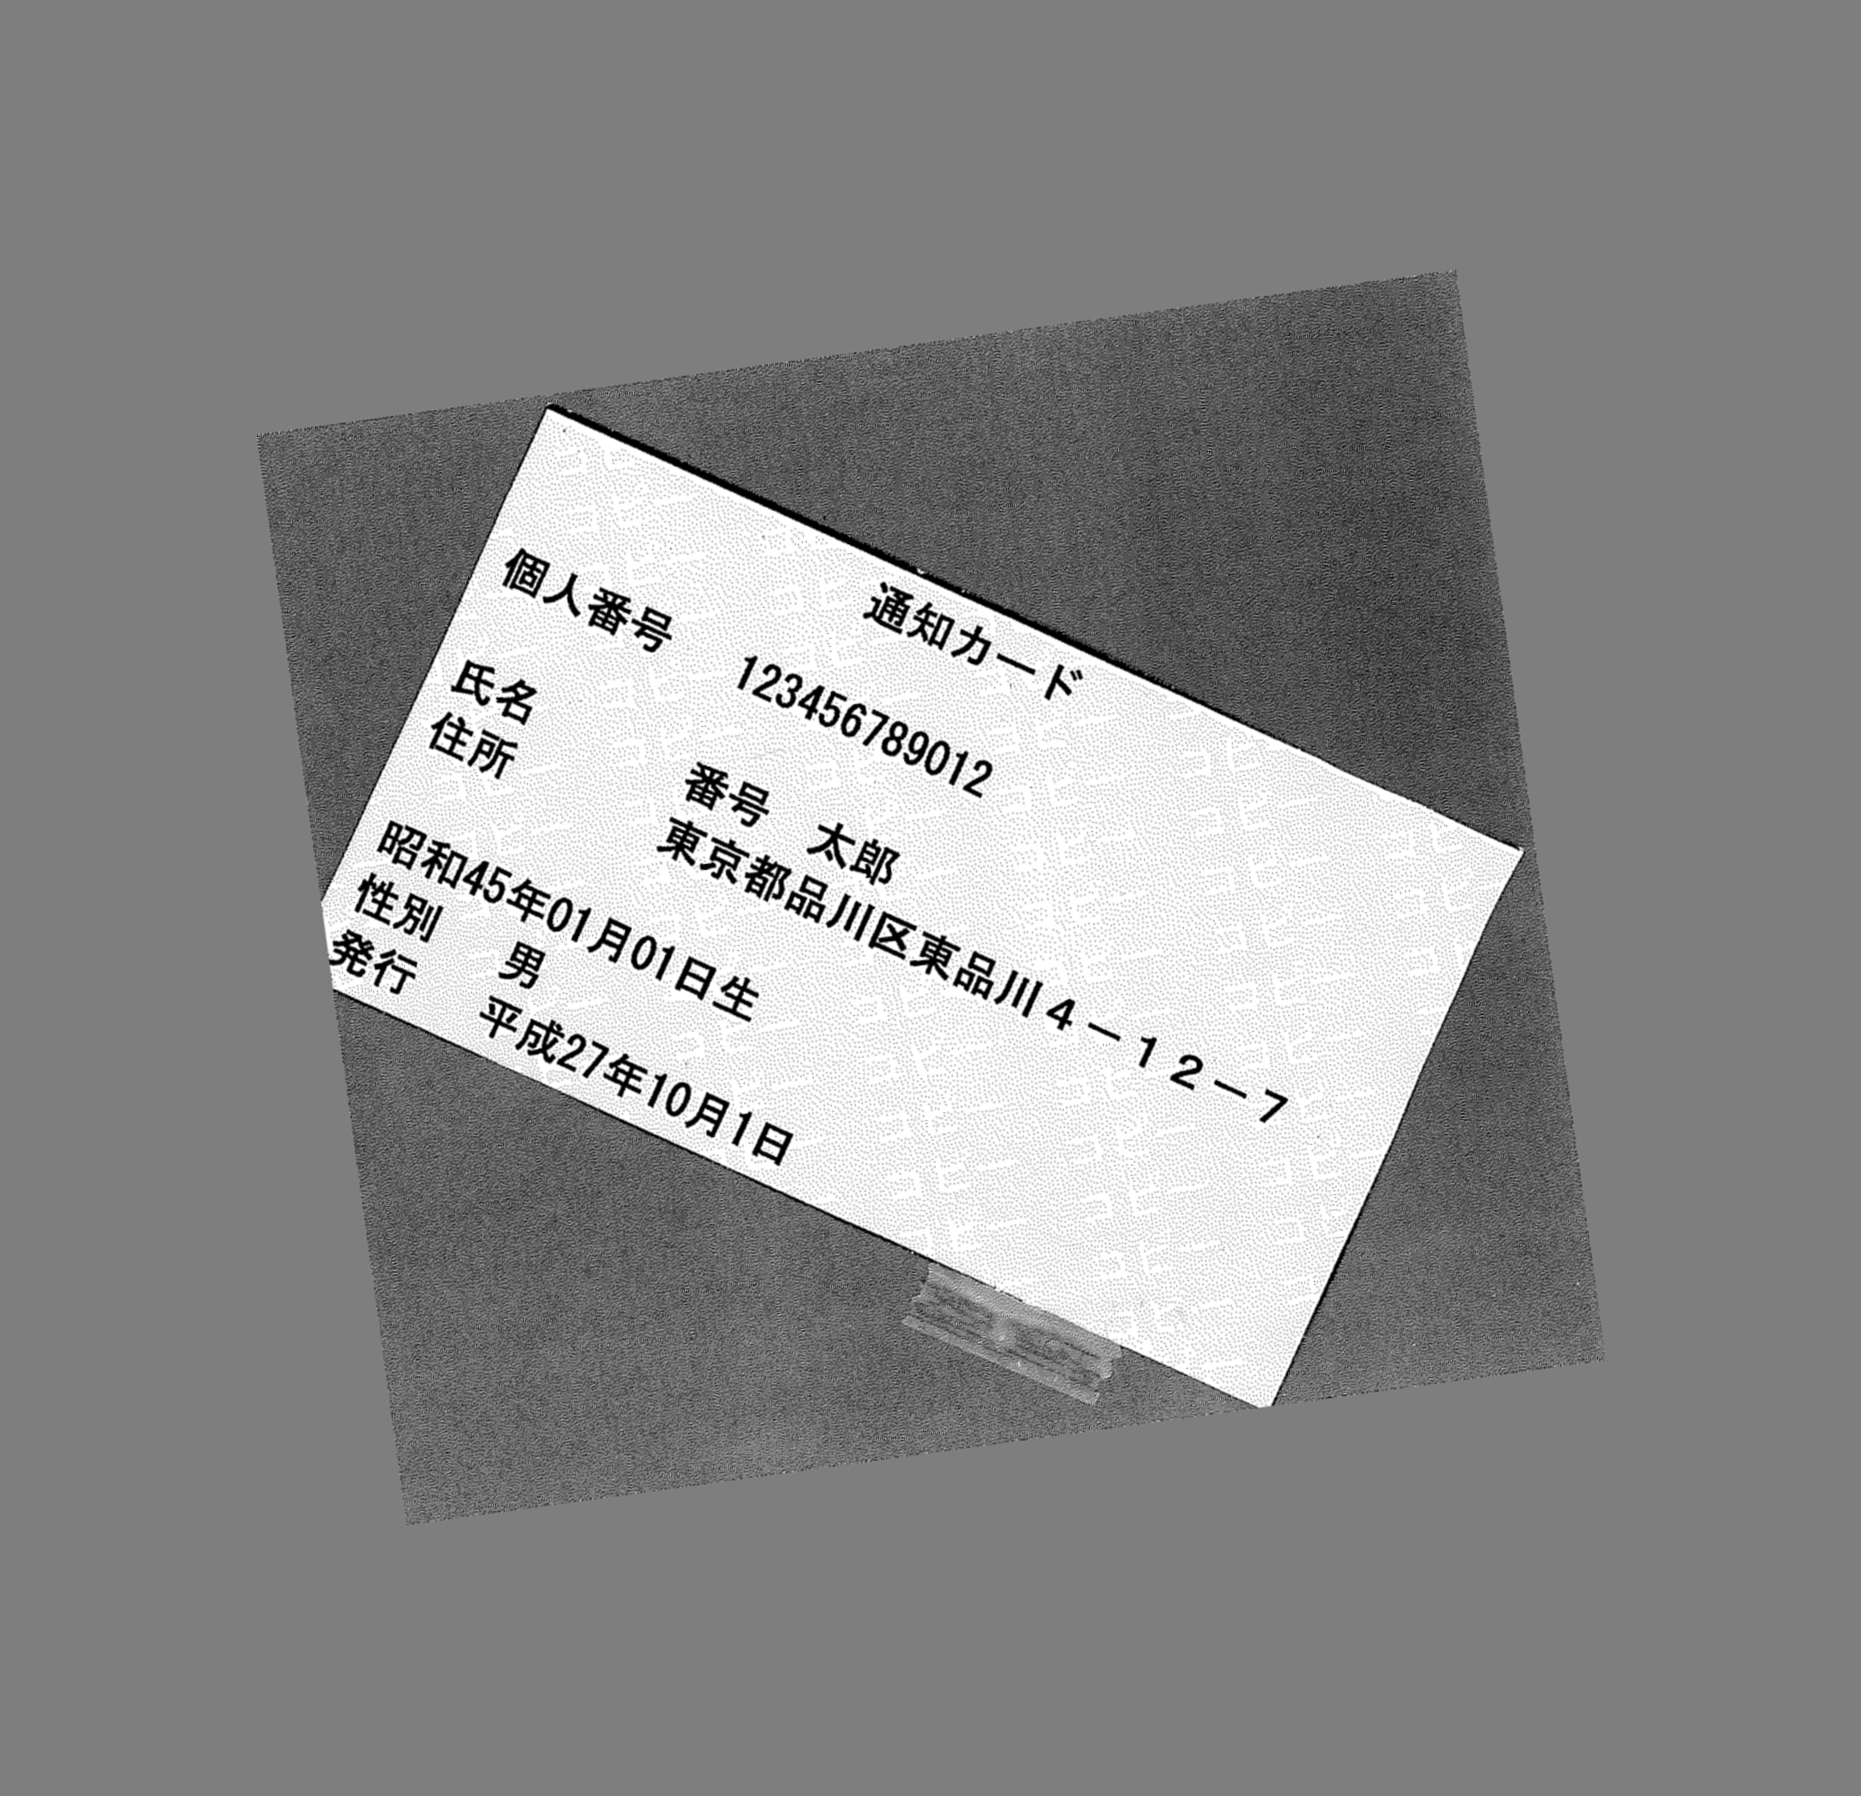 通知カード
個人番号 123456789012
氏名 番号 太郎
住所 東京都品川区東品川4-12-7
昭和45年01月01日生
性別 男
発行 平成27年10月1日
コピー